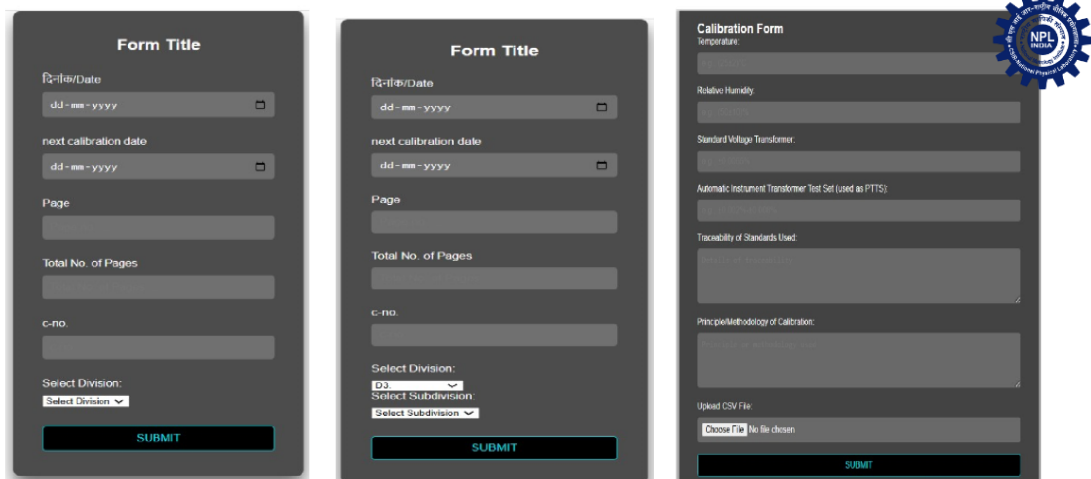 Form Title
दिनांक/Date
dd-mm-yyyy
next calibration date
dd-mm-yyyy
Page
Total No. of Pages
c-no.
Select Division:
Select Division
SUBMIT
Form Title
दिनांक/Date
dd-mm-yyyy
next calibration date
dd-mm-yyyy
Page
Total No. of Pages
c-no.
Select Division:
D3.
Select Subdivision:
Select Subdivision
SUBMIT
Calibration Form
Temperature:
Relative Humidity:
Standard Voltage Transformer:
Automatic Instrument Transformer Test Set (used as PTTS):
Traceability of Standards Used:
Principle/Methodology of Calibration:
Upload CSV File:
Choose File No file chosen
SUBMIT
NPL
INDIA
CSIR-National Physical Laboratory